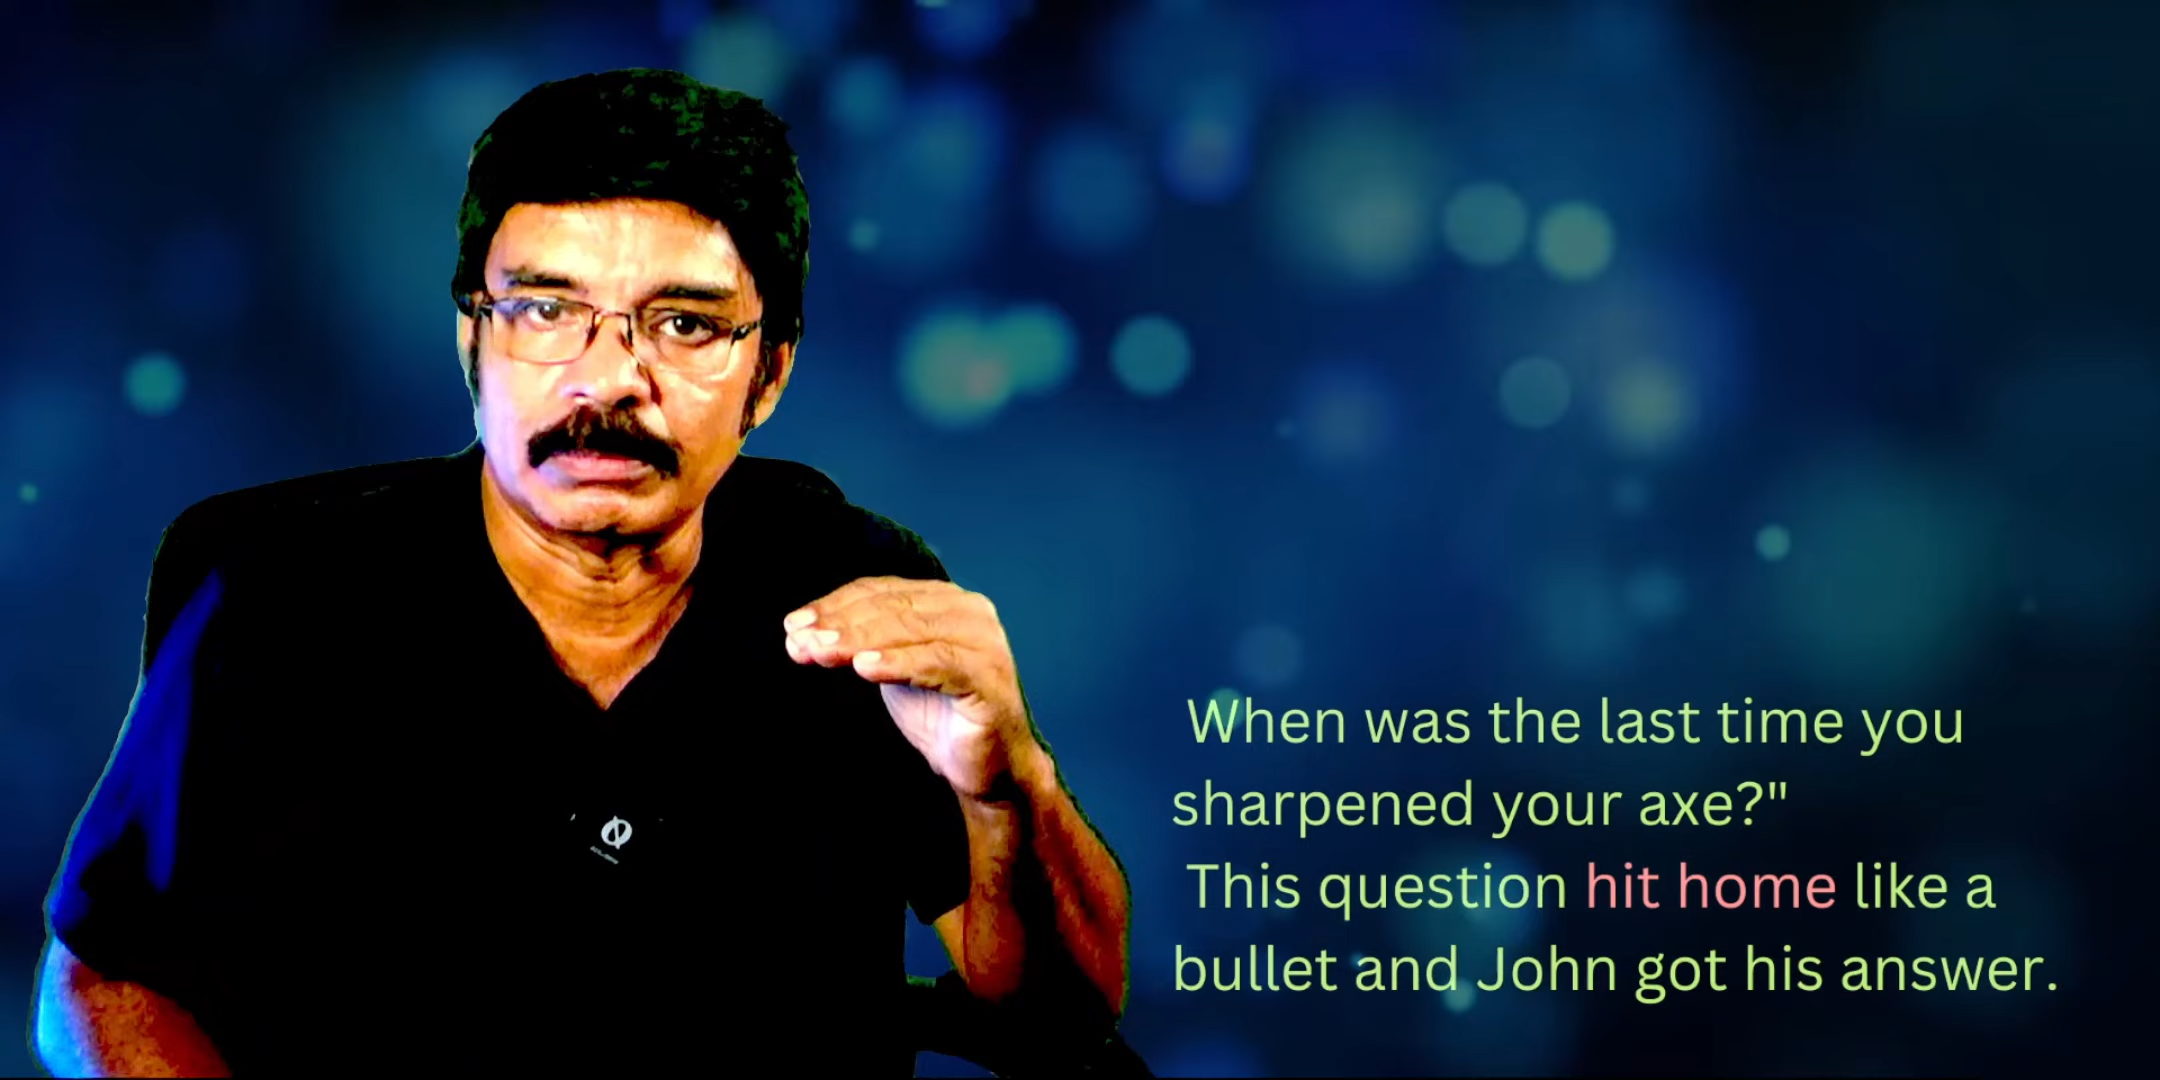 When was the last time you
sharpened your axe?"
This question hit home like a
bullet and John got his answer.